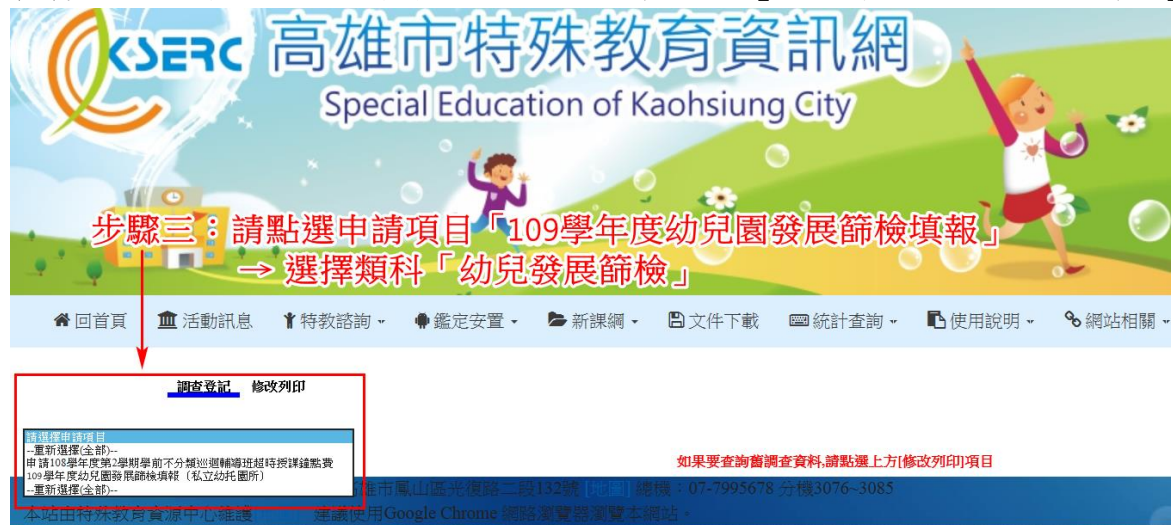 KSERC 高雄市特殊教育資訊網
Special Education of Kaohsiung City
步驟三：請點選申請項目「109學年度幼兒園發展篩檢填報」
→ 選擇類科「幼兒發展篩檢」
回首頁 活動訊息 特教諮詢 鑑定安置 新課綱 文件下載 統計查詢 使用說明 網站相關
調查登記 修改列印
請選擇申請項目
--重新選擇(全部)--
申請108學年度第2學期學前不分類巡迴輔導班超時授課鐘點費
109學年度幼兒園發展篩檢填報（私立幼托園所）
--重新選擇(全部)--
如果要查詢舊調查資料,請點選上方[修改列印]項目
雄市鳳山區光復路二段132號 [地圖] 總機：07-7995678 分機3076~3085
本站由特殊教育資源中心維護 建議使用Google Chrome 網路瀏覽器瀏覽本網站。